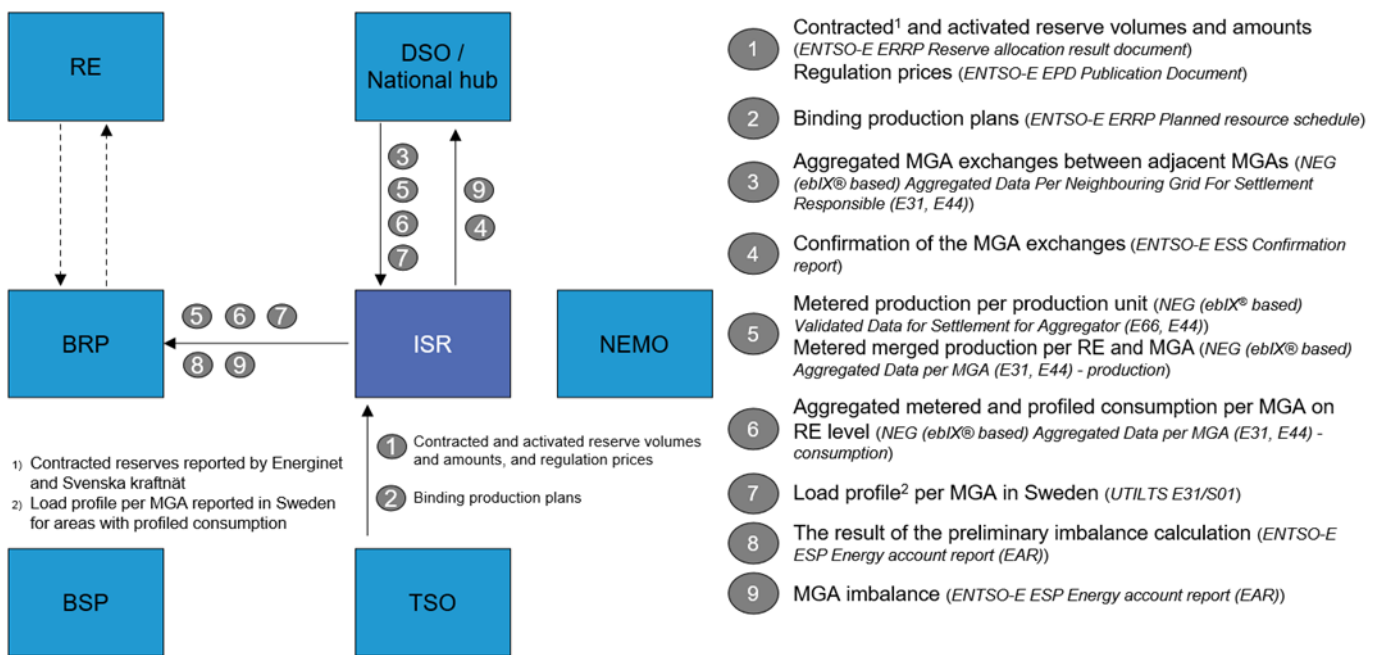 RE
DSO /
National hub
3
5
6
7
9
4
BRP
5 6 7
8 9
ISR
NEMO
1) Contracted reserves reported by Energinet
and Svenska kraftnät
2) Load profile per MGA reported in Sweden
for areas with profiled consumption
1 Contracted and activated reserve volumes
and amounts, and regulation prices
2 Binding production plans
BSP
TSO
1 Contracted¹ and activated reserve volumes and amounts
(ENTSO-E ERRP Reserve allocation result document)
Regulation prices (ENTSO-E EPD Publication Document)
2 Binding production plans (ENTSO-E ERRP Planned resource schedule)
3 Aggregated MGA exchanges between adjacent MGAs (NEG
(ebIX® based) Aggregated Data Per Neighbouring Grid For Settlement
Responsible (E31, E44))
4 Confirmation of the MGA exchanges (ENTSO-E ESS Confirmation
report)
5 Metered production per production unit (NEG (ebIX® based)
Validated Data for Settlement for Aggregator (E66, E44))
Metered merged production per RE and MGA (NEG (ebIX® based)
Aggregated Data per MGA (E31, E44) - production)
6 Aggregated metered and profiled consumption per MGA on
RE level (NEG (ebIX® based) Aggregated Data per MGA (E31, E44) -
consumption)
7 Load profile² per MGA in Sweden (UTILTS E31/S01)
8 The result of the preliminary imbalance calculation (ENTSO-E
ESP Energy account report (EAR))
9 MGA imbalance (ENTSO-E ESP Energy account report (EAR))